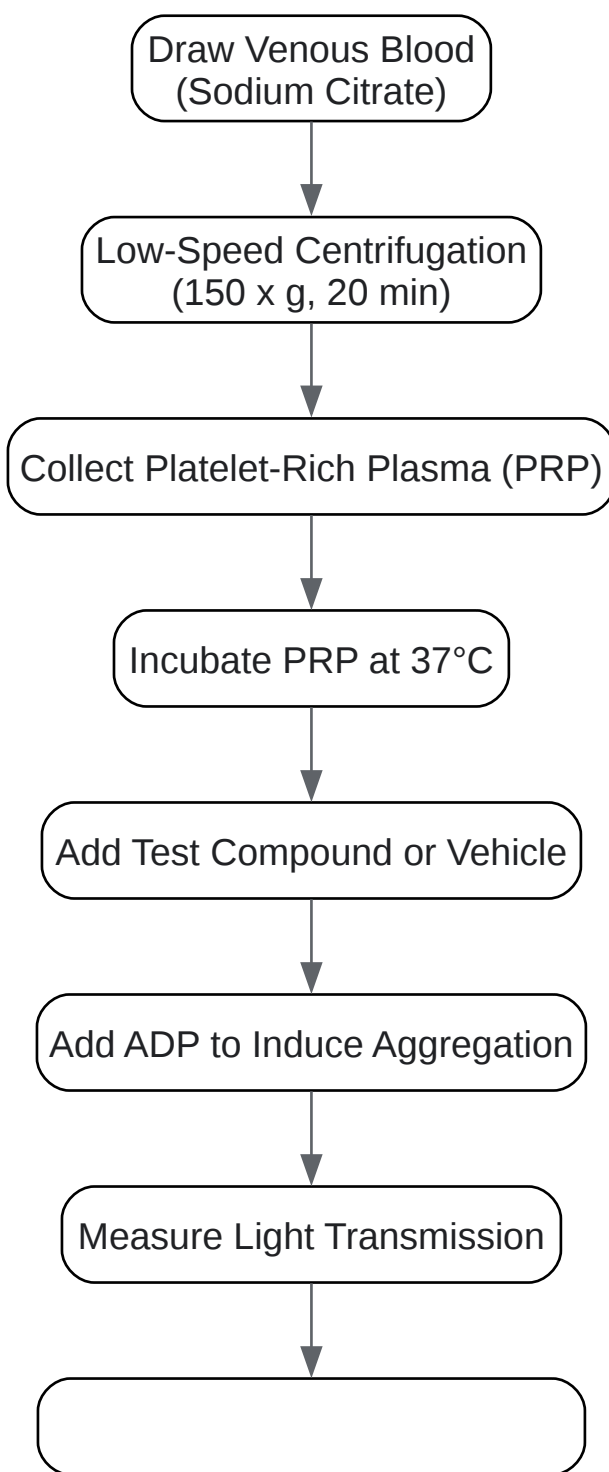 Draw Venous Blood
(Sodium Citrate)
Low-Speed Centrifugation
(150 x g, 20 min)
Collect Platelet-Rich Plasma (PRP)
Incubate PRP at 37°C
Add Test Compound or Vehicle
Add ADP to Induce Aggregation
Measure Light Transmission